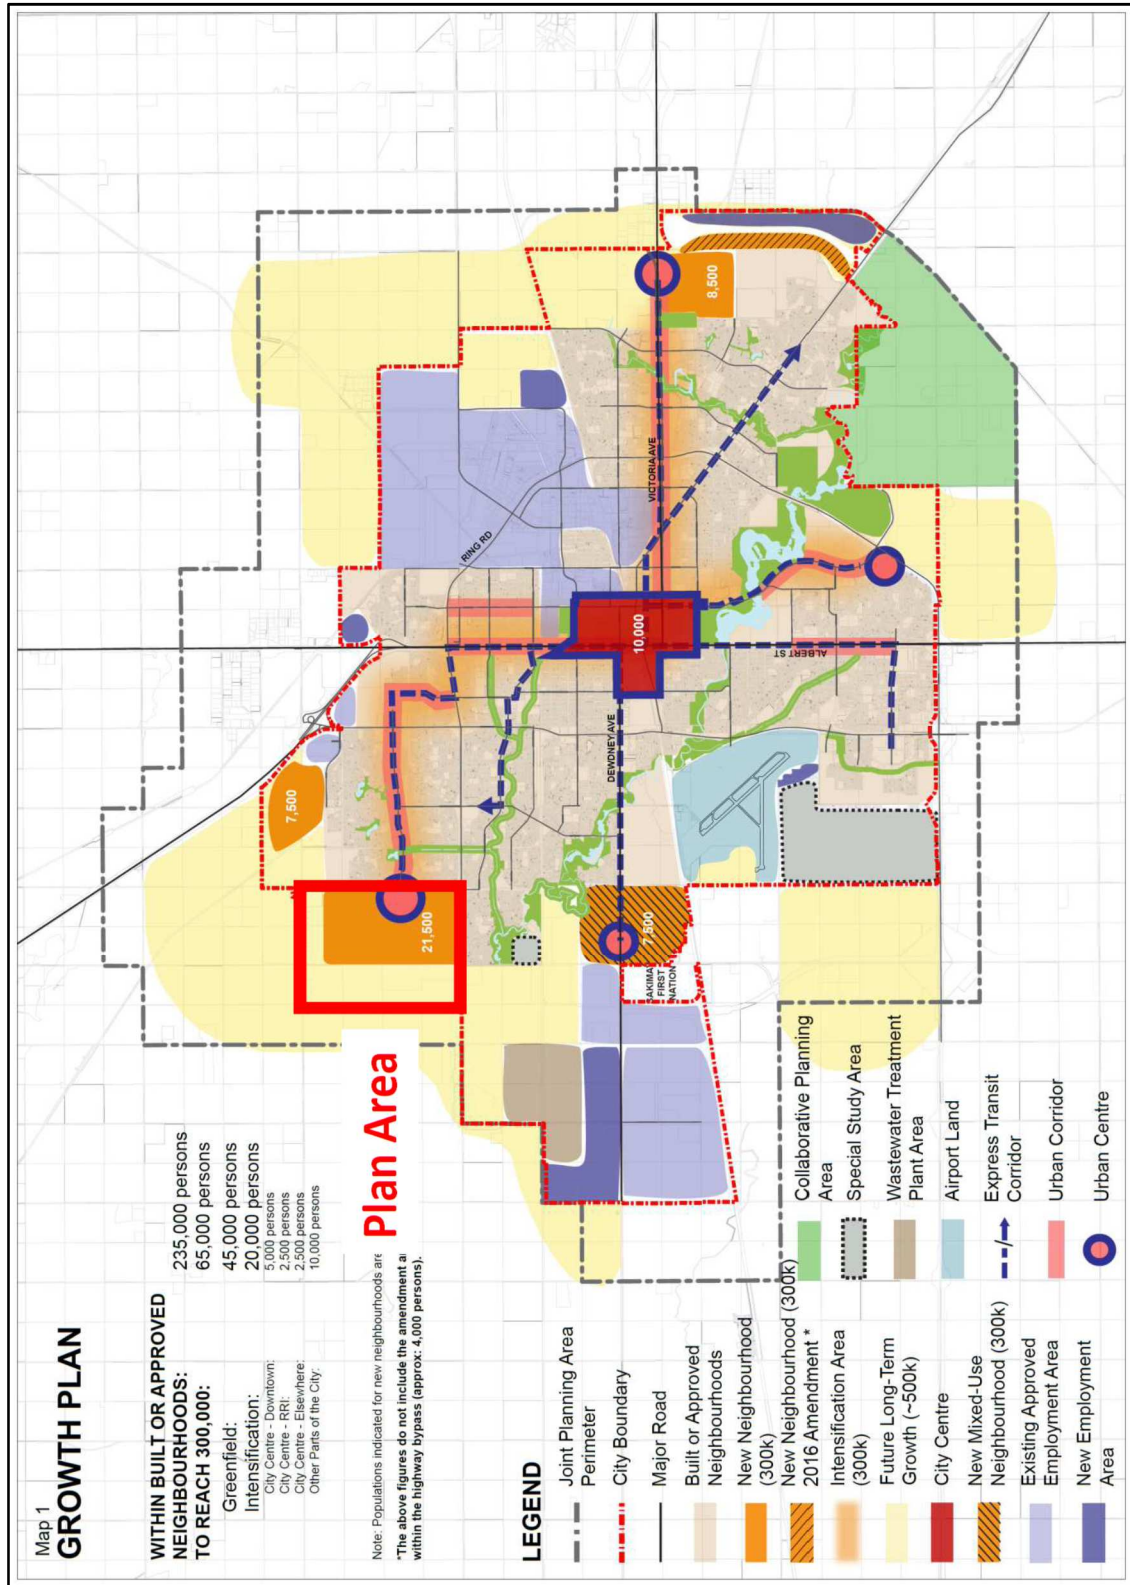 Map 1
GROWTH PLAN
WITHIN BUILT OR APPROVED
NEIGHBOURHOODS: 235,000 persons
TO REACH 300,000: 65,000 persons
Greenfield: 45,000 persons
Intensification: 20,000 persons
City Centre - Downtown: 5,000 persons
City Centre - RRI: 2,500 persons
City Centre - Elsewhere: 2,500 persons
Other Parts of the City: 10,000 persons
Note: Populations indicated for new neighbourhoods are
*The above figures do not include the amendment a
within the highway bypass (approx: 4,000 persons).
Plan Area
21,500
7,500
7,500
10,000
8,500
RING RD
VICTORIA AVE
ALBERT ST
DEWDNEY AVE
SAKIMAY
FIRST
NATION
LEGEND
Joint Planning Area
Perimeter
City Boundary
Major Road
Built or Approved
Neighbourhoods
New Neighbourhood
(300k)
New Neighbourhood (300k)
2016 Amendment *
Intensification Area
(300k)
Future Long-Term
Growth (~500k)
City Centre
New Mixed-Use
Neighbourhood (300k)
Existing Approved
Employment Area
New Employment
Area
Collaborative Planning
Area
Special Study Area
Wastewater Treatment
Plant Area
Airport Land
Express Transit
Corridor
Urban Corridor
Urban Centre